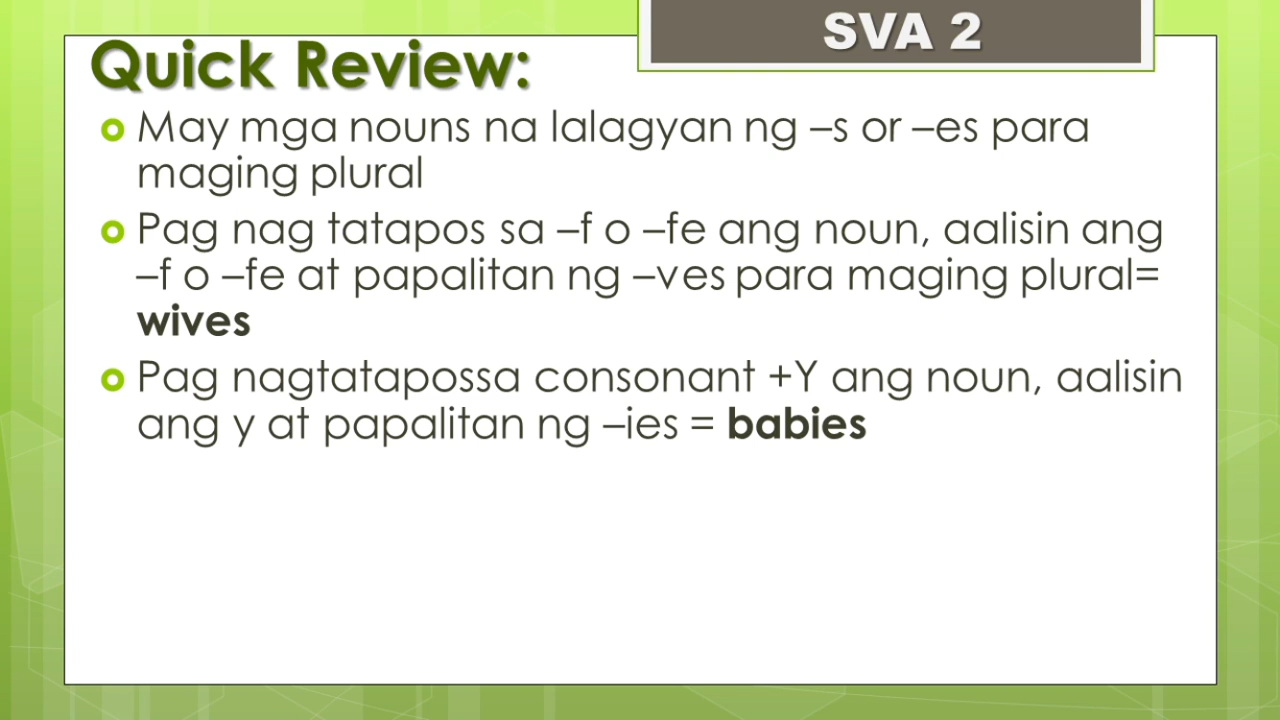 SVA 2
Quick Review:
May mga nouns na lalagyan ng –s or –es para
maging plural
Pag nag tatapos sa –f o –fe ang noun, aalisin ang
–f o –fe at papalitan ng –ves para maging plural=
wives
Pag nagtatapossa consonant +Y ang noun, aalisin
ang y at papalitan ng –ies = babies